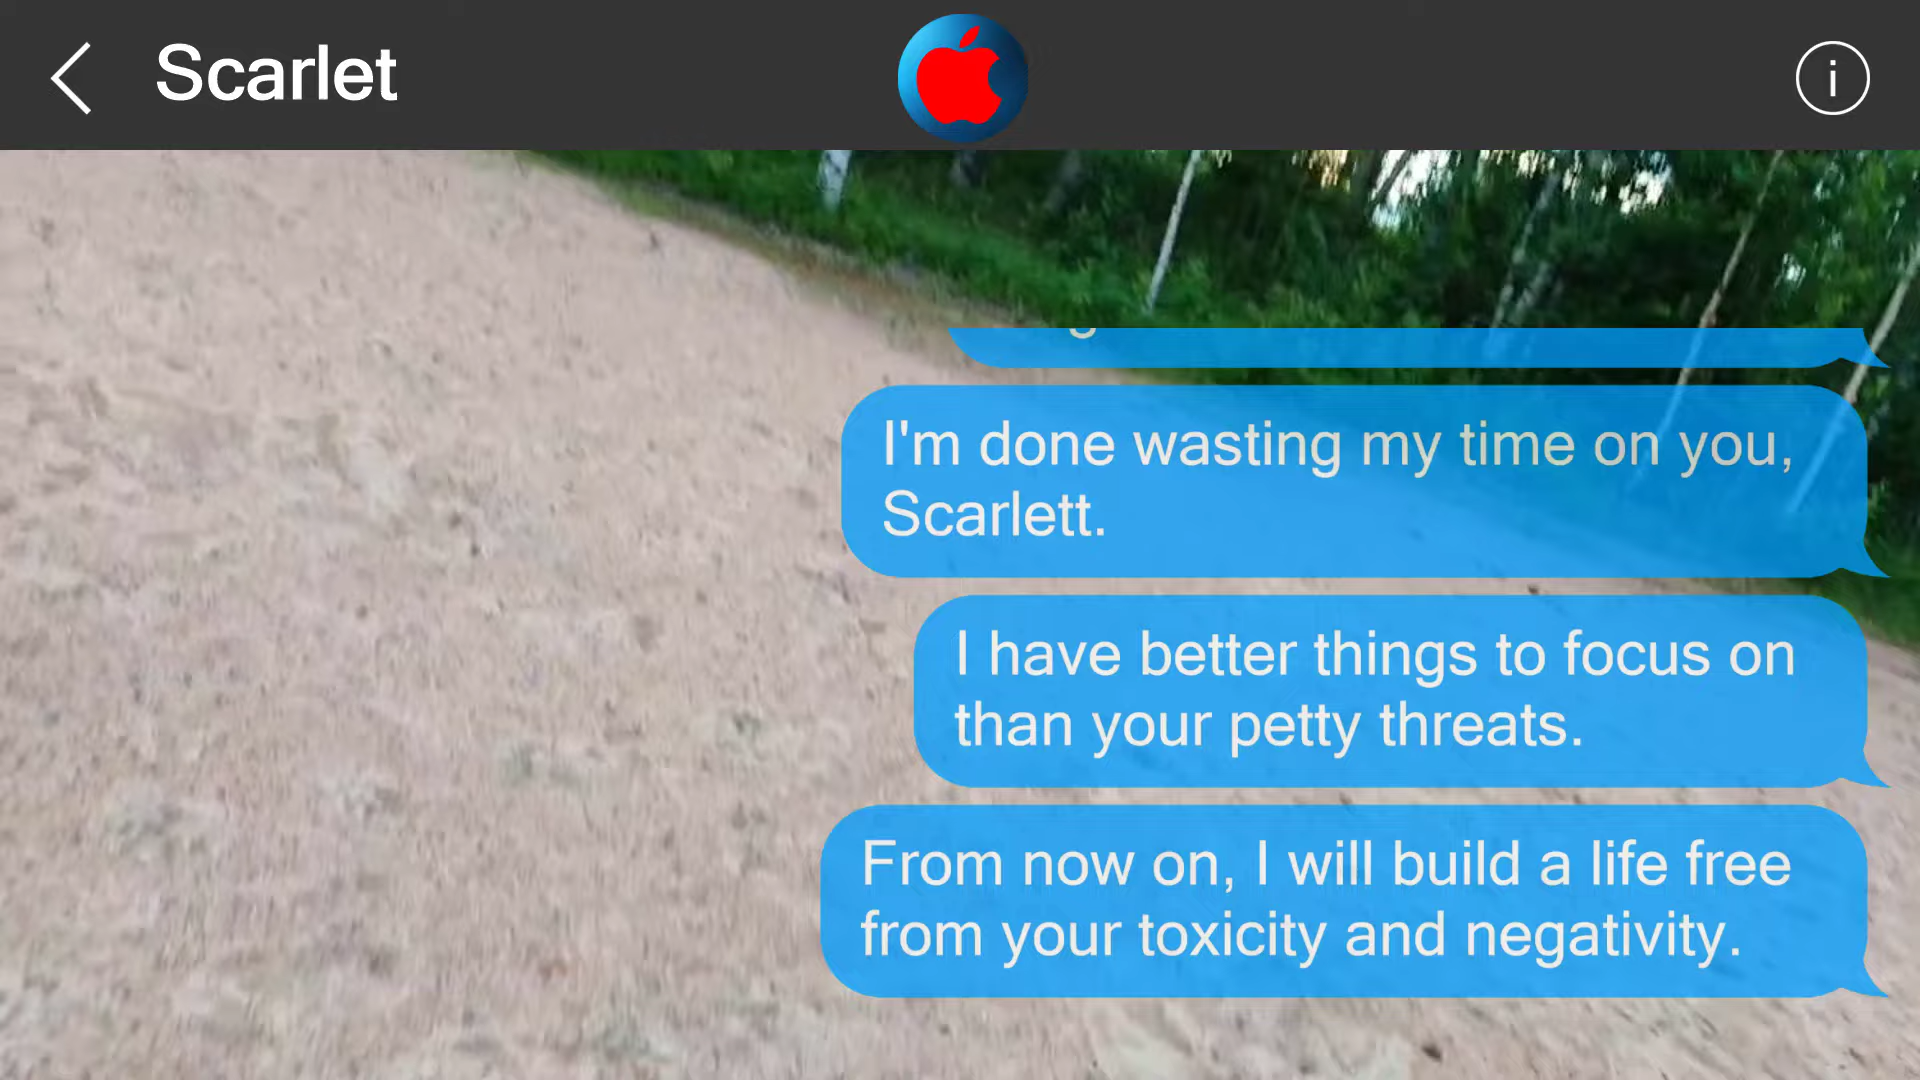 Scarlet
i
I'm done wasting my time on you,
Scarlett.
I have better things to focus on
than your petty threats.
From now on, I will build a life free
from your toxicity and negativity.